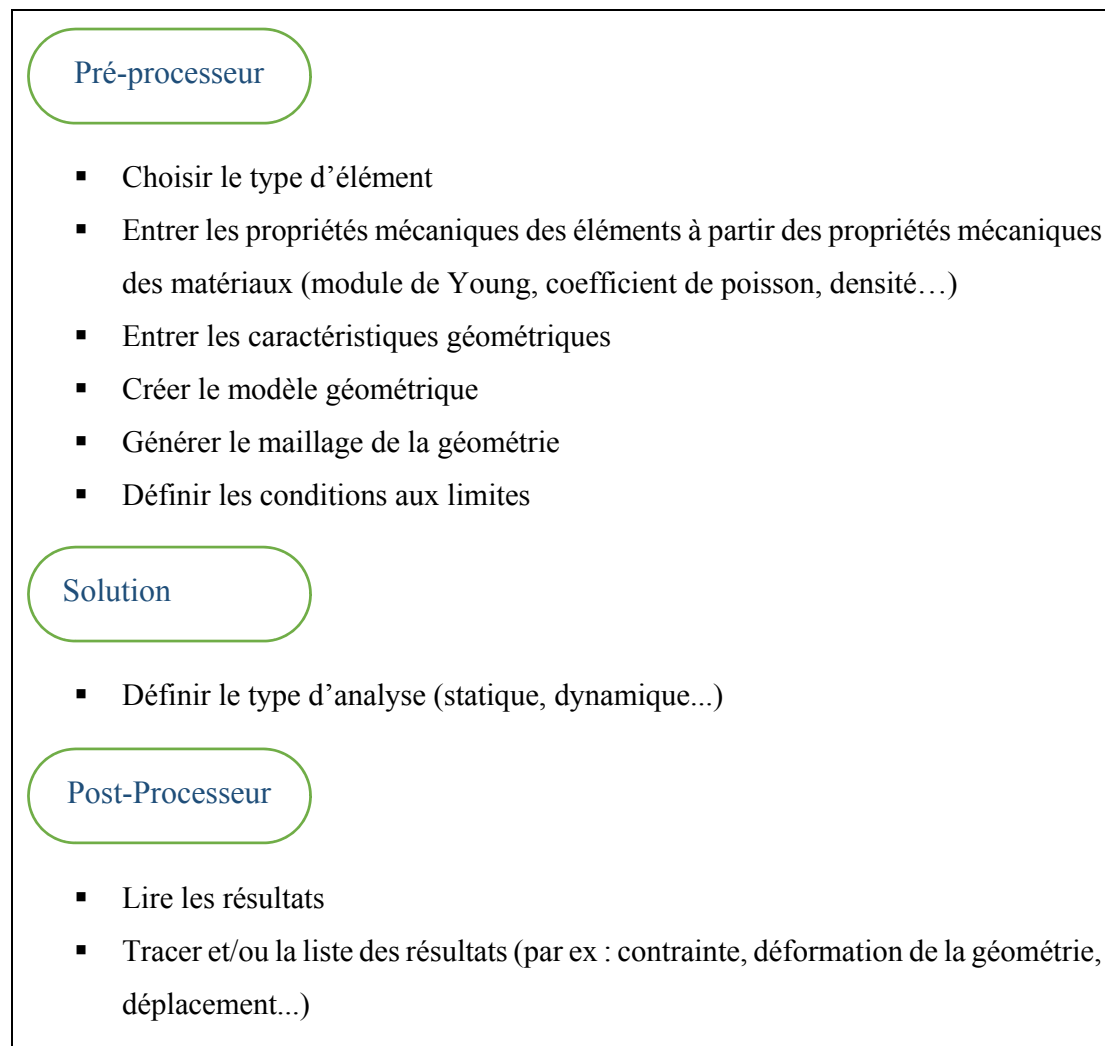 Pré-processeur
▪ Choisir le type d’élément
▪ Entrer les propriétés mécaniques des éléments à partir des propriétés mécaniques
des matériaux (module de Young, coefficient de poisson, densité…)
▪ Entrer les caractéristiques géométriques
▪ Créer le modèle géométrique
▪ Générer le maillage de la géométrie
▪ Définir les conditions aux limites
Solution
▪ Définir le type d’analyse (statique, dynamique...)
Post-Processeur
▪ Lire les résultats
▪ Tracer et/ou la liste des résultats (par ex : contrainte, déformation de la géométrie,
déplacement...)